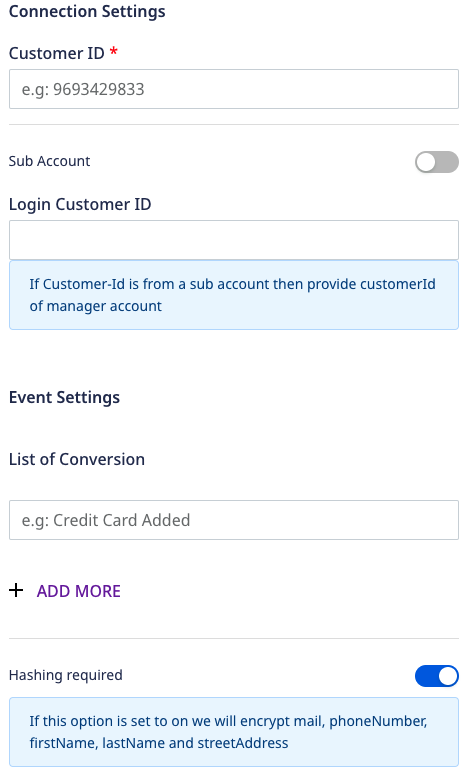 Connection Settings
Customer ID *
e.g: 9693429833
Sub Account
Login Customer ID
If Customer-Id is from a sub account then provide customerId
of manager account
Event Settings
List of Conversion
e.g: Credit Card Added
+ ADD MORE
Hashing required
If this option is set to on we will encrypt mail, phoneNumber,
firstName, lastName and streetAddress